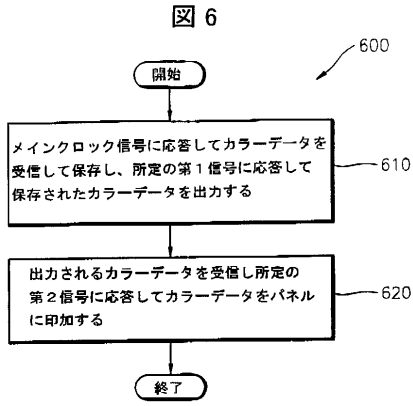 図 6
600
開始
メインクロック信号に応答してカラーデータを
受信して保存し、所定の第1信号に応答して
保存されたカラーデータを出力する
610
出力されるカラーデータを受信し所定の
第2信号に応答してカラーデータをパネル
に印加する
620
終了